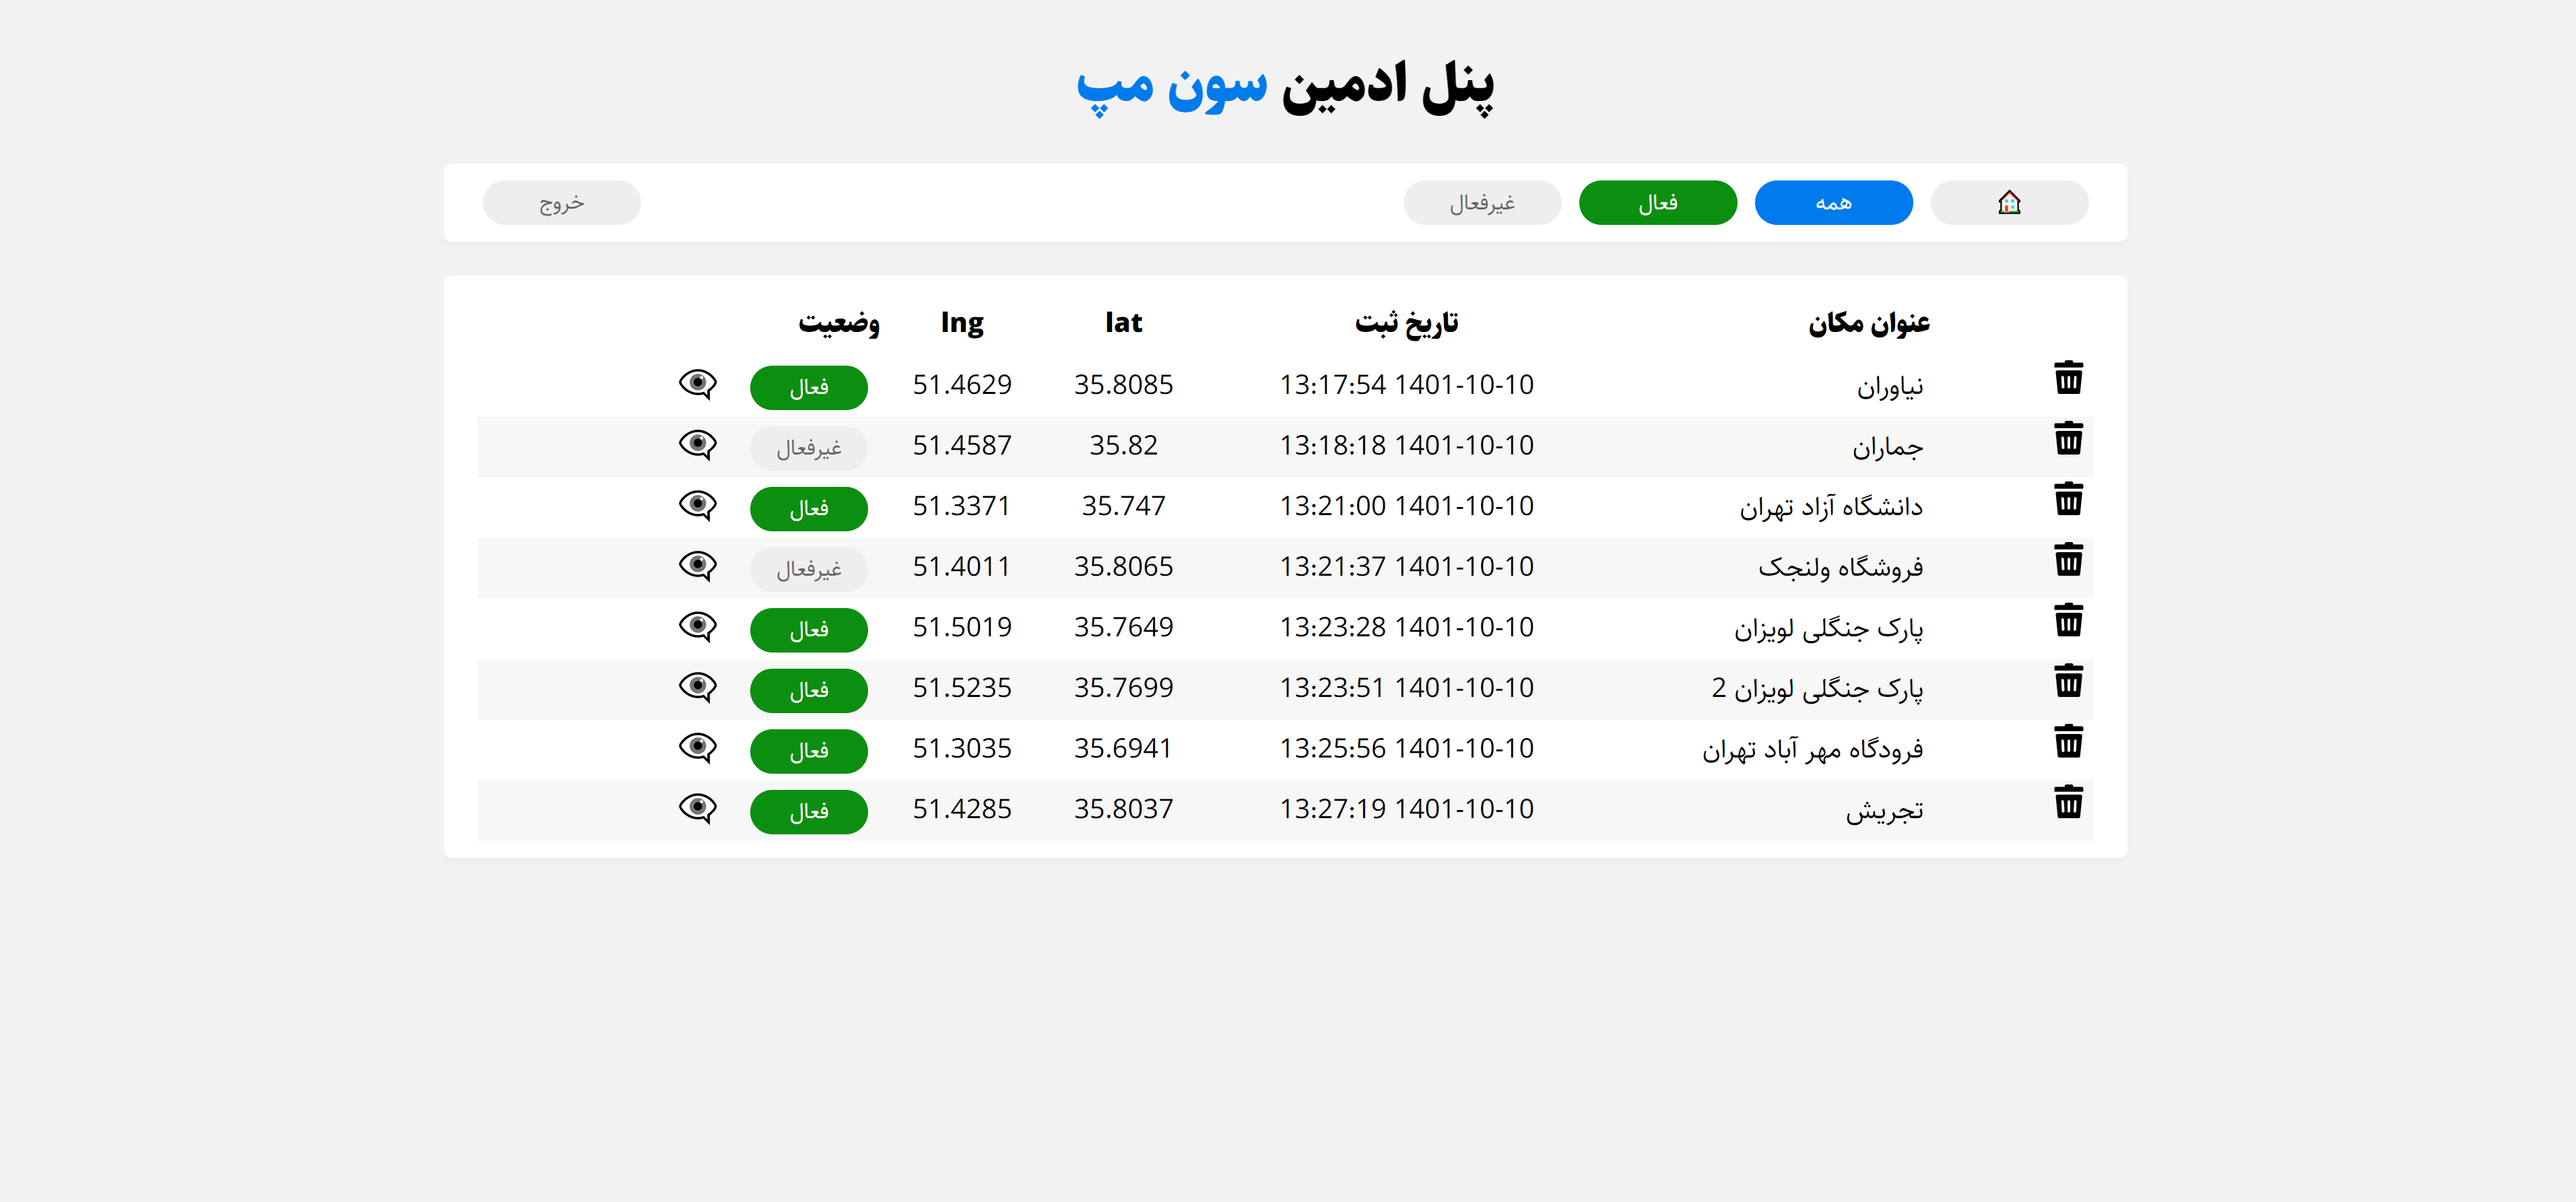 پنل ادمین سون مپ
همه فعال غیرفعال خروج
عنوان مکان تاریخ ثبت lat lng وضعیت
نیاوران 13:17:54 1401-10-10 35.8085 51.4629 فعال
جماران 13:18:18 1401-10-10 35.82 51.4587 غیرفعال
دانشگاه آزاد تهران 13:21:00 1401-10-10 35.747 51.3371 فعال
فروشگاه ولنجک 13:21:37 1401-10-10 35.8065 51.4011 غیرفعال
پارک جنگلی لویزان 13:23:28 1401-10-10 35.7649 51.5019 فعال
پارک جنگلی لویزان 2 13:23:51 1401-10-10 35.7699 51.5235 فعال
فرودگاه مهر آباد تهران 13:25:56 1401-10-10 35.6941 51.3035 فعال
تجریش 13:27:19 1401-10-10 35.8037 51.4285 فعال